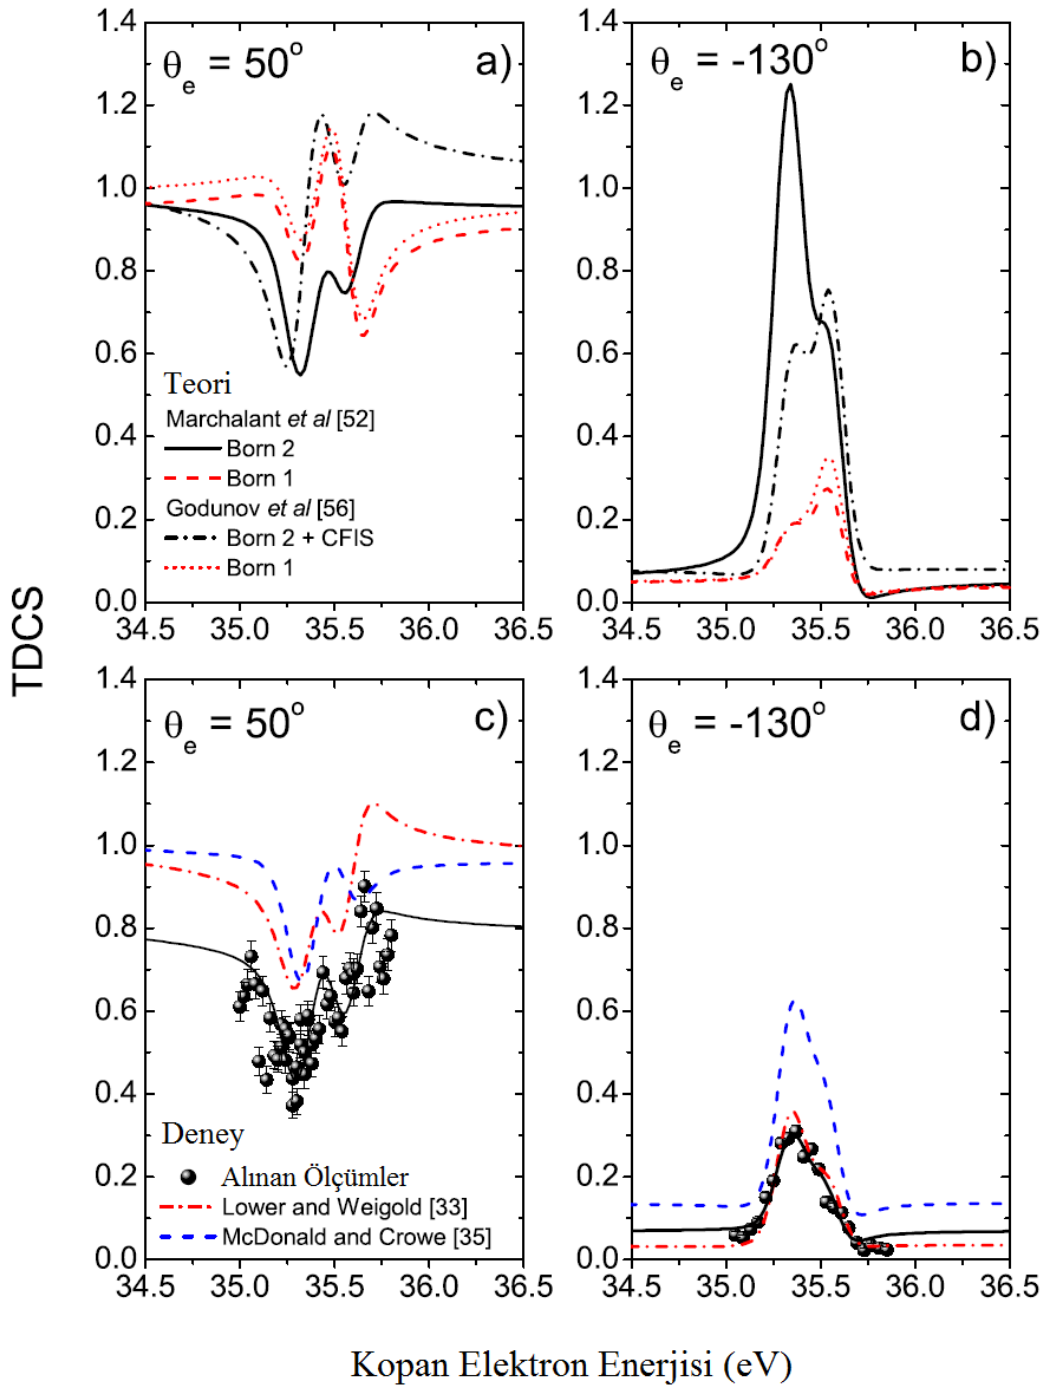 TDCS
1.4
1.2
1.0
0.8
0.6
0.4
0.2
0.0
θe = 50°
a)
Teori
Marchalant et al [52]
Born 2
Born 1
Godunov et al [56]
Born 2 + CFIS
Born 1
34.5 35.0 35.5 36.0 36.5
1.4
1.2
1.0
0.8
0.6
0.4
0.2
0.0
θe = -130°
b)
34.5 35.0 35.5 36.0 36.5
1.4
1.2
1.0
0.8
0.6
0.4
0.2
0.0
θe = 50°
c)
Deney
Alınan Ölçümler
Lower and Weigold [33]
McDonald and Crowe [35]
34.5 35.0 35.5 36.0 36.5
1.4
1.2
1.0
0.8
0.6
0.4
0.2
0.0
θe = -130°
d)
34.5 35.0 35.5 36.0 36.5
Kopan Elektron Enerjisi (eV)